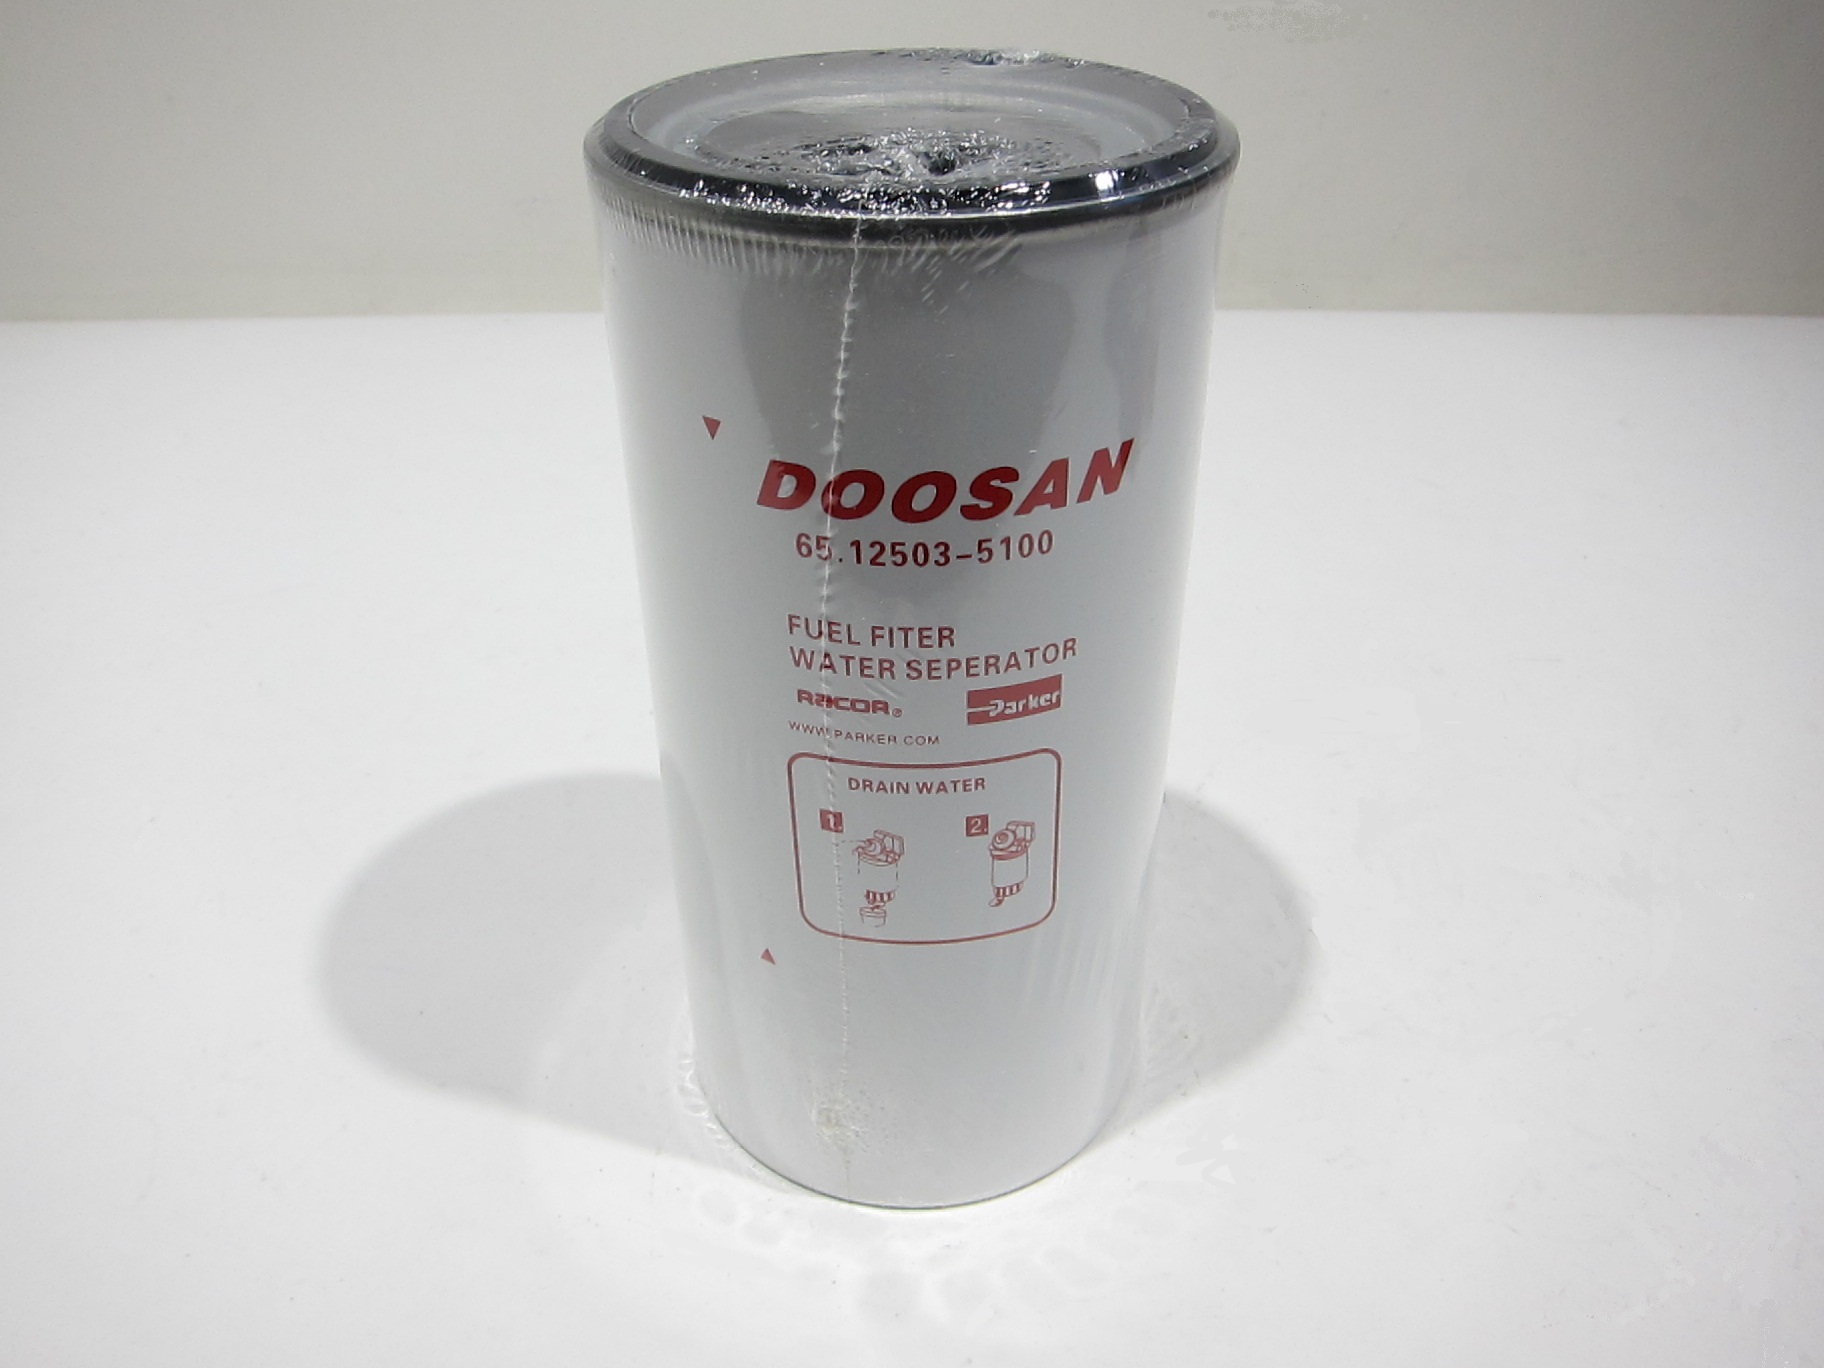 DOOSAN
65.12503-5100
FUEL FITER
WATER SEPERATOR
RACOR® Parker
WWW.PARKER.COM
DRAIN WATER
1. 2.